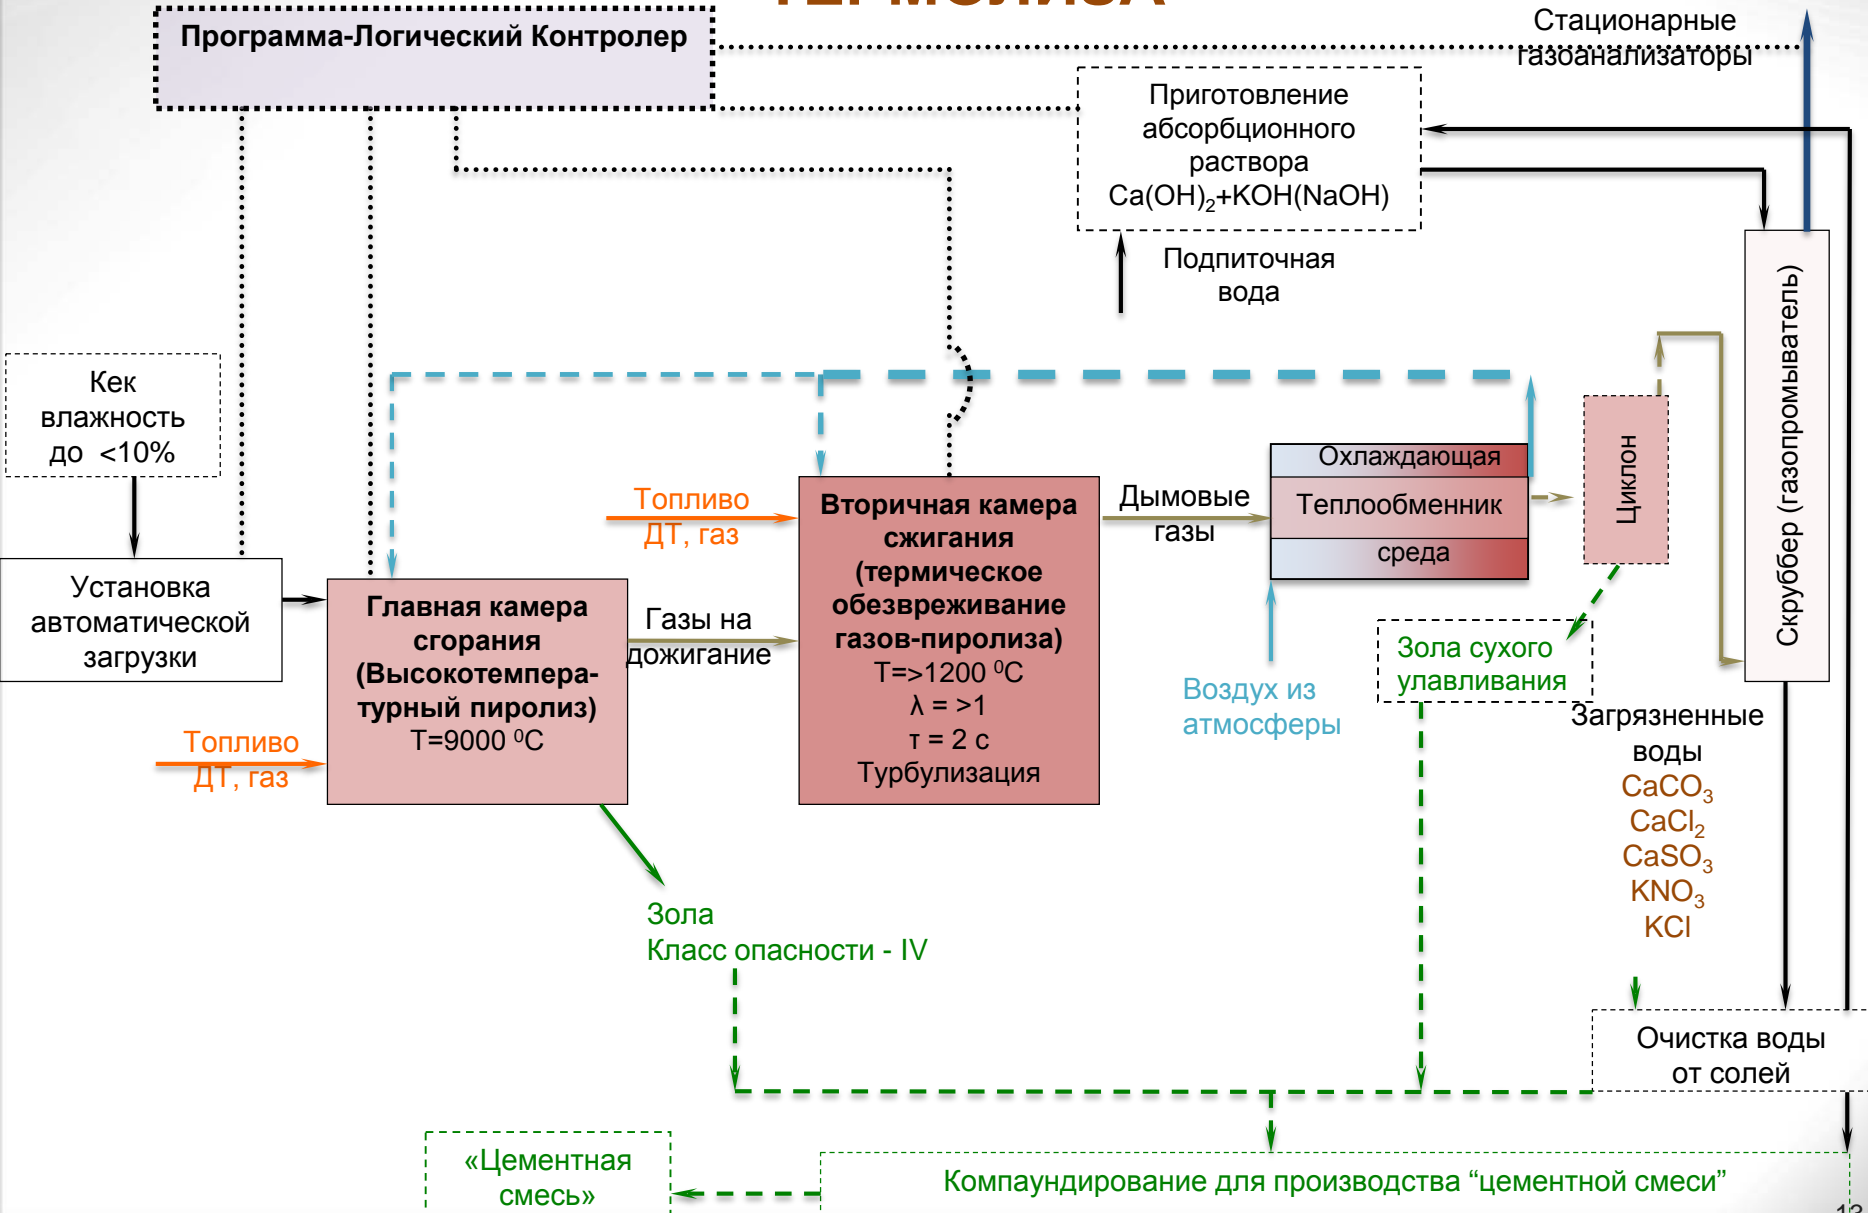 ТЕРМОЛИЗА
Программа-Логический Контролер
Стационарные
газоанализаторы
Приготовление
абсорбционного
раствора
Ca(OH)₂+KOH(NaOH)
Подпиточная
вода
Скруббер (газопромыватель)
Кек
влажность
до <10%
Установка
автоматической
загрузки
Топливо
ДТ, газ
Главная камера
сгорания
(Высокотемпера-
турный пиролиз)
T=9000 ⁰C
Газы на
дожигание
Топливо
ДТ, газ
Вторичная камера
сжигания
(термическое
обезвреживание
газов-пиролиза)
T=>1200 ⁰C
λ = >1
τ = 2 с
Турбулизация
Дымовые
газы
Охлаждающая
Теплообменник
среда
Циклон
Воздух из
атмосферы
Зола сухого
улавливания
Загрязненные
воды
CaCO₃
CaCl₂
CaSO₃
KNO₃
KCl
Зола
Класс опасности - IV
Очистка воды
от солей
«Цементная
смесь»
Компаундирование для производства “цементной смеси”